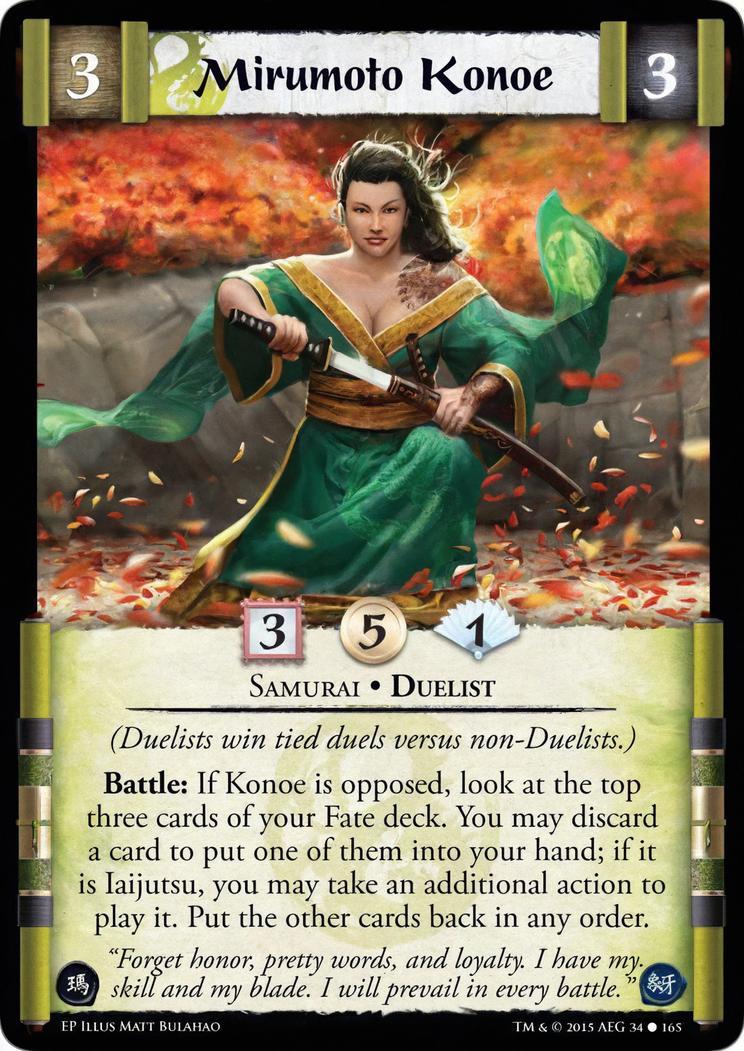 3
Mirumoto Konoe
3
3
5
1
Samurai • Duelist
(Duelists win tied duels versus non-Duelists.)
Battle: If Konoe is opposed, look at the top
three cards of your Fate deck. You may discard
a card to put one of them into your hand; if it
is Iaijutsu, you may take an additional action to
play it. Put the other cards back in any order.
“Forget honor, pretty words, and loyalty. I have my
skill and my blade. I will prevail in every battle.”
瑪
象牙
EP Illus Matt Bulahao
TM & © 2015 AEG 34 ● 165